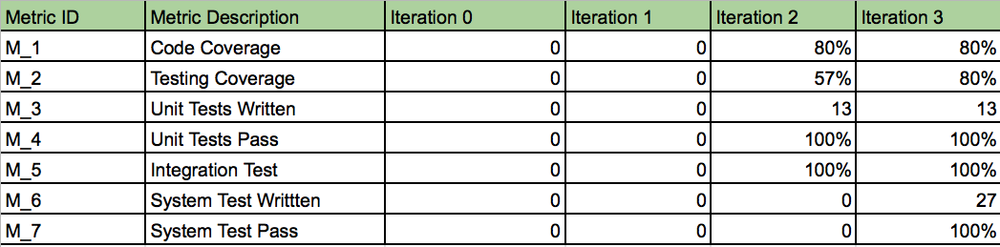 Metric ID Metric Description Iteration 0 Iteration 1 Iteration 2 Iteration 3
M_1 Code Coverage 0 0 80% 80%
M_2 Testing Coverage 0 0 57% 80%
M_3 Unit Tests Written 0 0 13 13
M_4 Unit Tests Pass 0 0 100% 100%
M_5 Integration Test 0 0 100% 100%
M_6 System Test Writtten 0 0 0 27
M_7 System Test Pass 0 0 0 100%